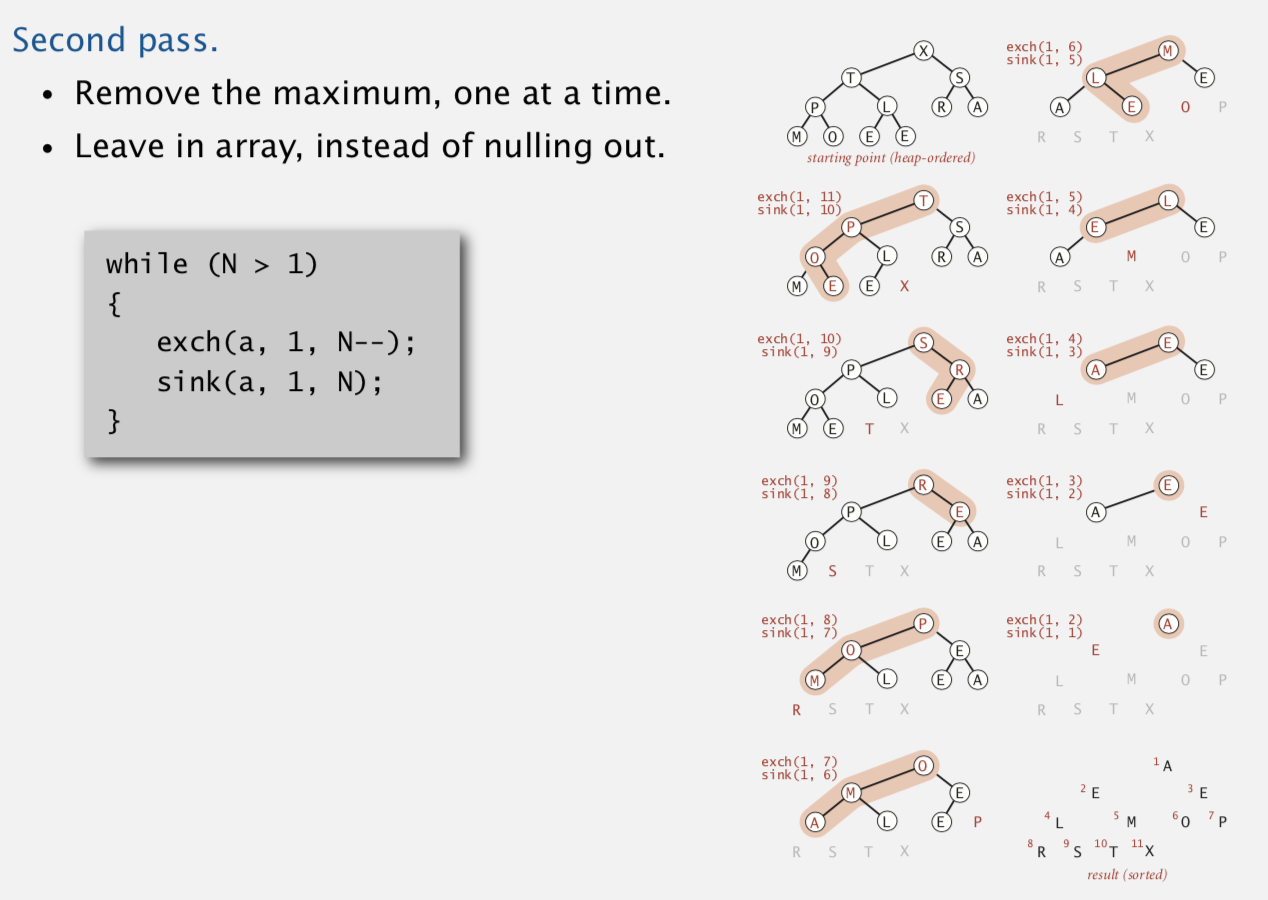 Second pass.
• Remove the maximum, one at a time.
• Leave in array, instead of nulling out.
while (N > 1)
{
exch(a, 1, N--);
sink(a, 1, N);
}
X
T S
P L R A
M O E E
starting point (heap-ordered)
exch(1, 11)
sink(1, 10)
T
P S
O L R A
M E E X
exch(1, 10)
sink(1, 9)
S
P R
O L E A
M E T X
exch(1, 9)
sink(1, 8)
R
P E
O L E A
M S T X
exch(1, 8)
sink(1, 7)
P
O E
M L E A
R S T X
exch(1, 7)
sink(1, 6)
O
M E
A L E P
R S T X
exch(1, 6)
sink(1, 5)
M
L E
A E O P
R S T X
exch(1, 5)
sink(1, 4)
L
E E
A M O P
R S T X
exch(1, 4)
sink(1, 3)
E
A E
L M O P
R S T X
exch(1, 3)
sink(1, 2)
E
A E
L M O P
R S T X
exch(1, 2)
sink(1, 1)
A
E E
L M O P
R S T X
1 A
2 E 3 E
4 L 5 M 6 O 7 P
8 R 9 S 10 T 11 X
result (sorted)